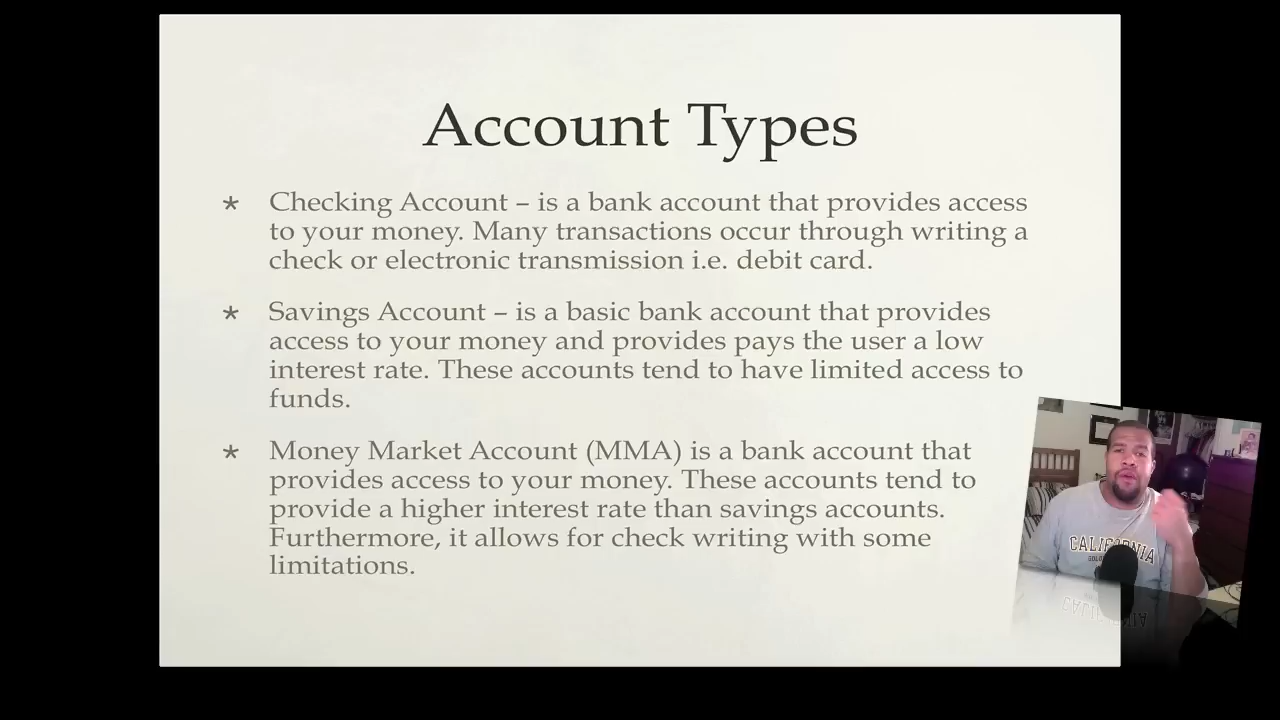 Account Types
* Checking Account – is a bank account that provides access
to your money. Many transactions occur through writing a
check or electronic transmission i.e. debit card.
* Savings Account – is a basic bank account that provides
access to your money and provides pays the user a low
interest rate. These accounts tend to have limited access to
funds.
* Money Market Account (MMA) is a bank account that
provides access to your money. These accounts tend to
provide a higher interest rate than savings accounts.
Furthermore, it allows for check writing with some
limitations.
CALIFORNIA